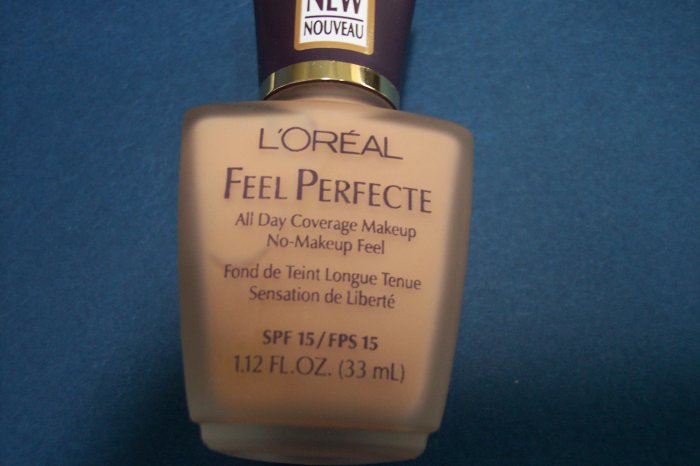 NEW
NOUVEAU
L'ORÉAL
FEEL PERFECTE
All Day Coverage Makeup
No-Makeup Feel
Fond de Teint Longue Tenue
Sensation de Liberté
SPF 15/FPS 15
1.12 FL.OZ. (33 mL)